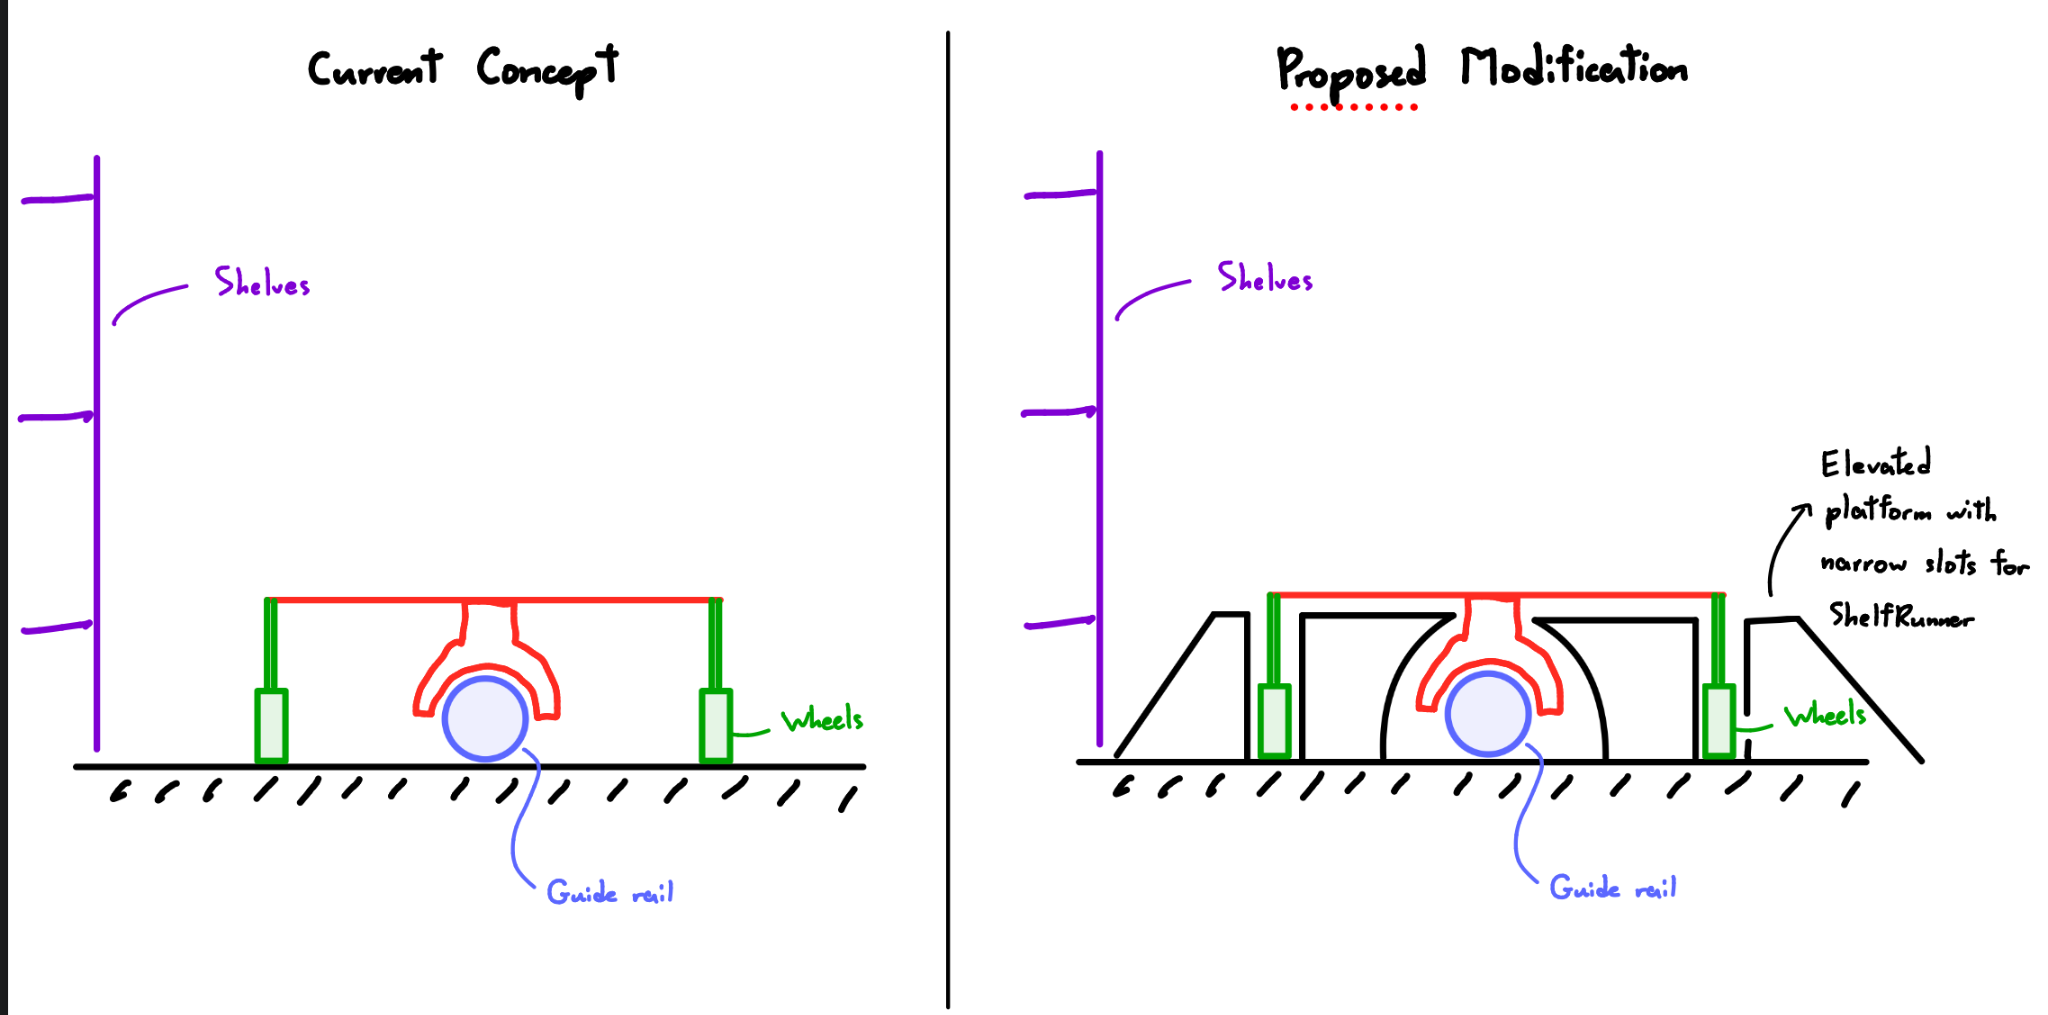 Current Concept
Shelves
Wheels
Guide rail
Proposed Modification
Shelves
Elevated
platform with
narrow slots for
ShelfRunner
Wheels
Guide rail